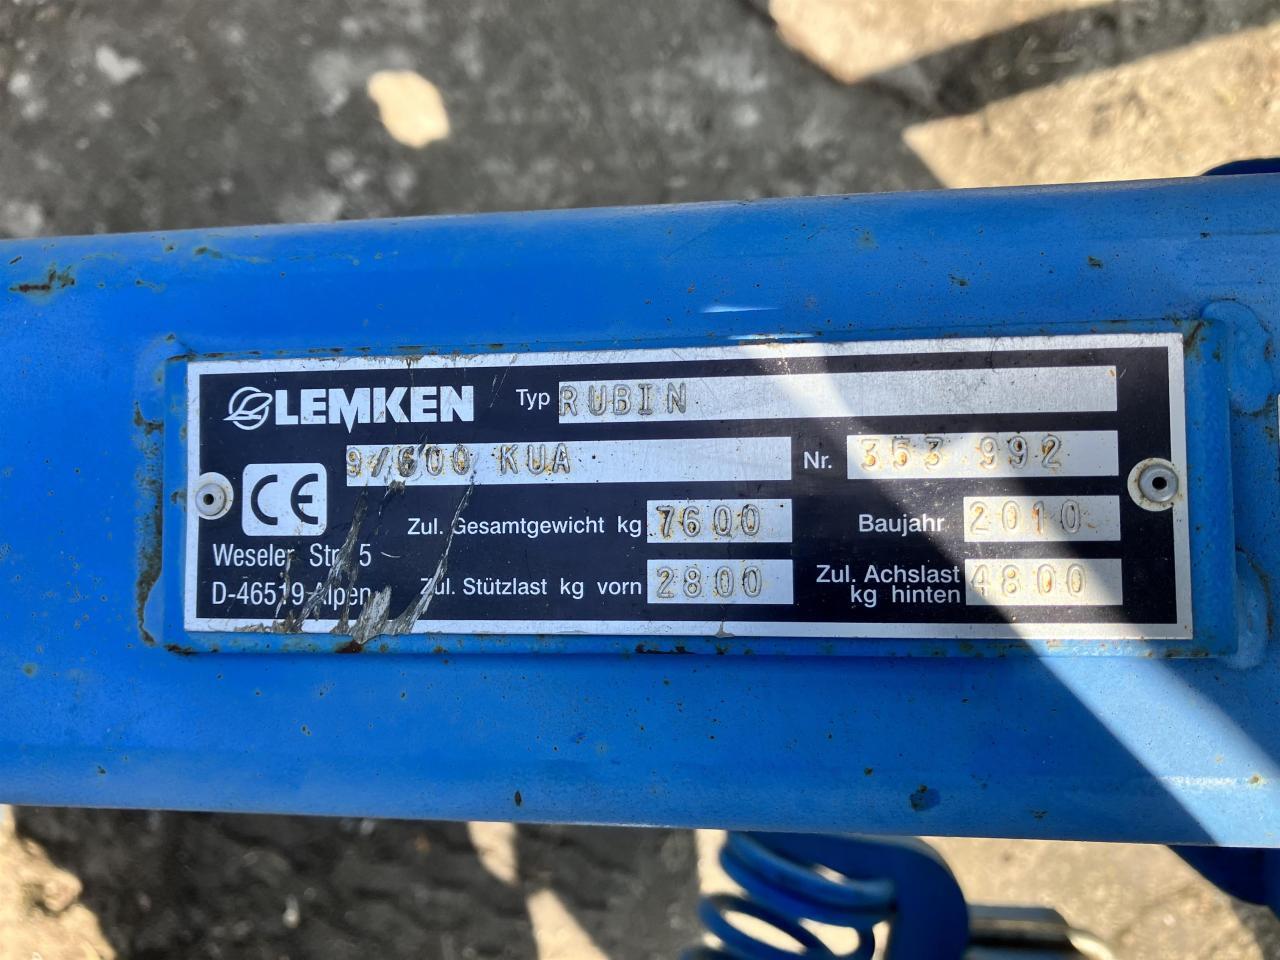 LEMKEN Typ RUBIN
9/600 KUA Nr. 353 992
CE Zul. Gesamtgewicht kg 7600 Baujahr 2010
Weseler Str. 5
D-46519 Alpen Zul. Stützlast kg vorn 2800 Zul. Achslast kg hinten 4800